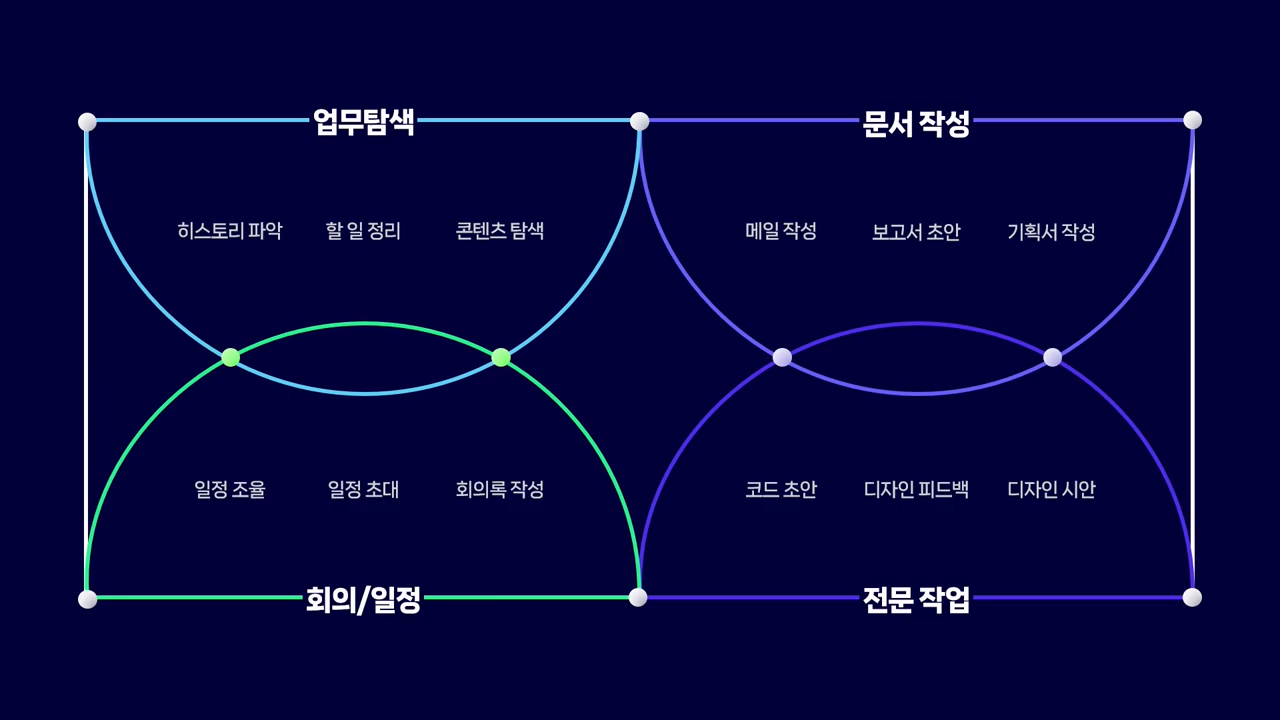 업무탐색
히스토리 파악 할 일 정리 콘텐츠 탐색
일정 조율 일정 초대 회의록 작성
회의/일정
문서 작성
메일 작성 보고서 초안 기획서 작성
코드 초안 디자인 피드백 디자인 시안
전문 작업